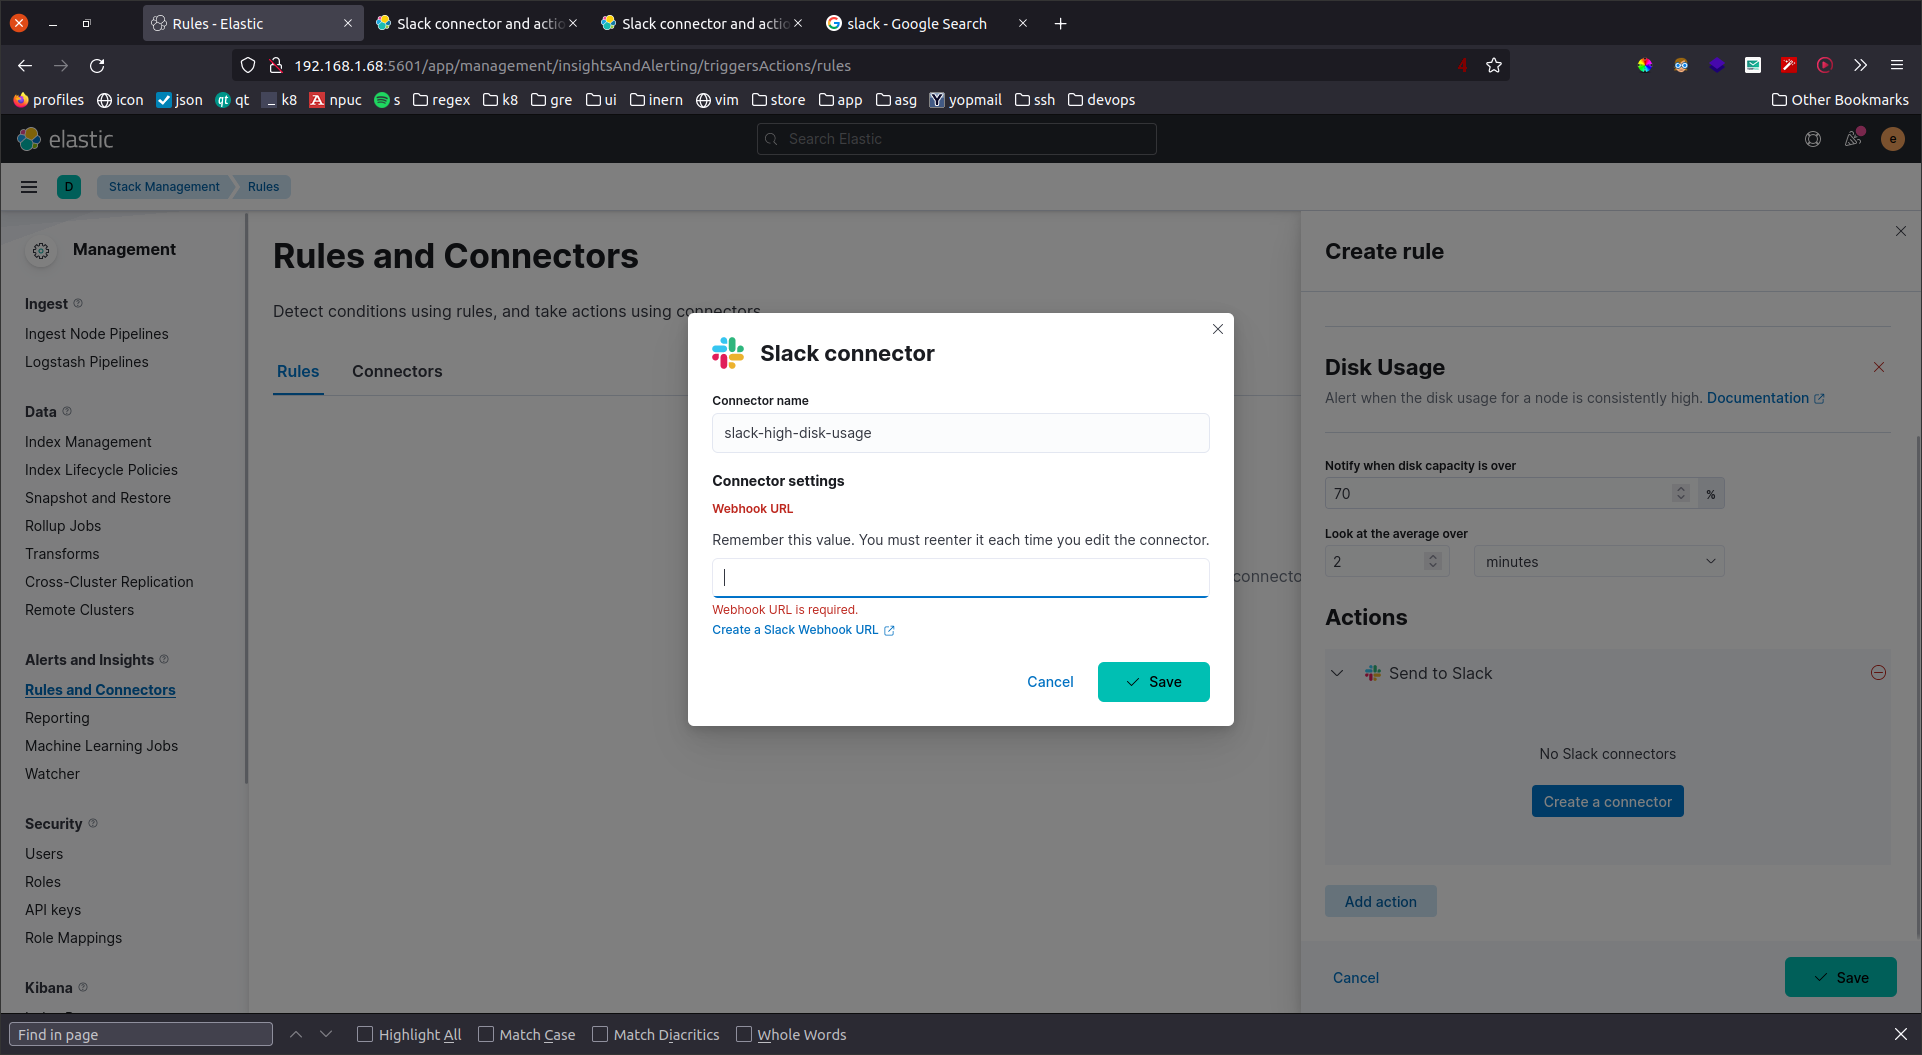 Rules - Elastic
Slack connector and actio
Slack connector and actio
slack - Google Search
192.168.1.68:5601/app/management/insightsAndAlerting/triggersActions/rules
4
profiles
icon
json
qt qt
_ k8
npuc
s
regex
k8
gre
ui
inern
vim
store
app
asg
Y yopmail
ssh
devops
Other Bookmarks
elastic
Search Elastic
e
D
Stack Management
Rules
Management
Ingest
Ingest Node Pipelines
Logstash Pipelines
Data
Index Management
Index Lifecycle Policies
Snapshot and Restore
Rollup Jobs
Transforms
Cross-Cluster Replication
Remote Clusters
Alerts and Insights
Rules and Connectors
Reporting
Machine Learning Jobs
Watcher
Security
Users
Roles
API keys
Role Mappings
Kibana
Rules and Connectors
Detect conditions using rules, and take actions using connectors.
Rules
Connectors
connecto
Slack connector
Connector name
slack-high-disk-usage
Connector settings
Webhook URL
Remember this value. You must reenter it each time you edit the connector.
Webhook URL is required.
Create a Slack Webhook URL
Cancel
Save
Create rule
Disk Usage
Alert when the disk usage for a node is consistently high. Documentation
Notify when disk capacity is over
70
%
Look at the average over
2
minutes
Actions
Send to Slack
No Slack connectors
Create a connector
Add action
Cancel
Save
Find in page
Highlight All
Match Case
Match Diacritics
Whole Words